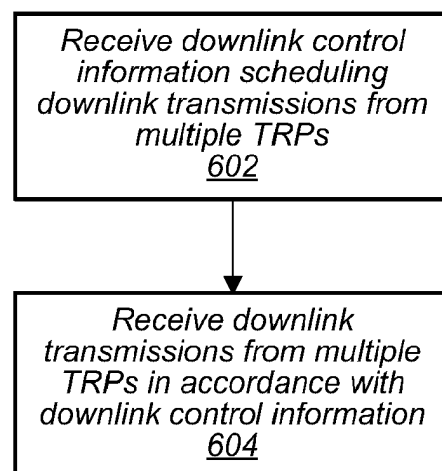 Receive downlink control
information scheduling
downlink transmissions from
multiple TRPs
602
Receive downlink
transmissions from multiple
TRPs in accordance with
downlink control information
604